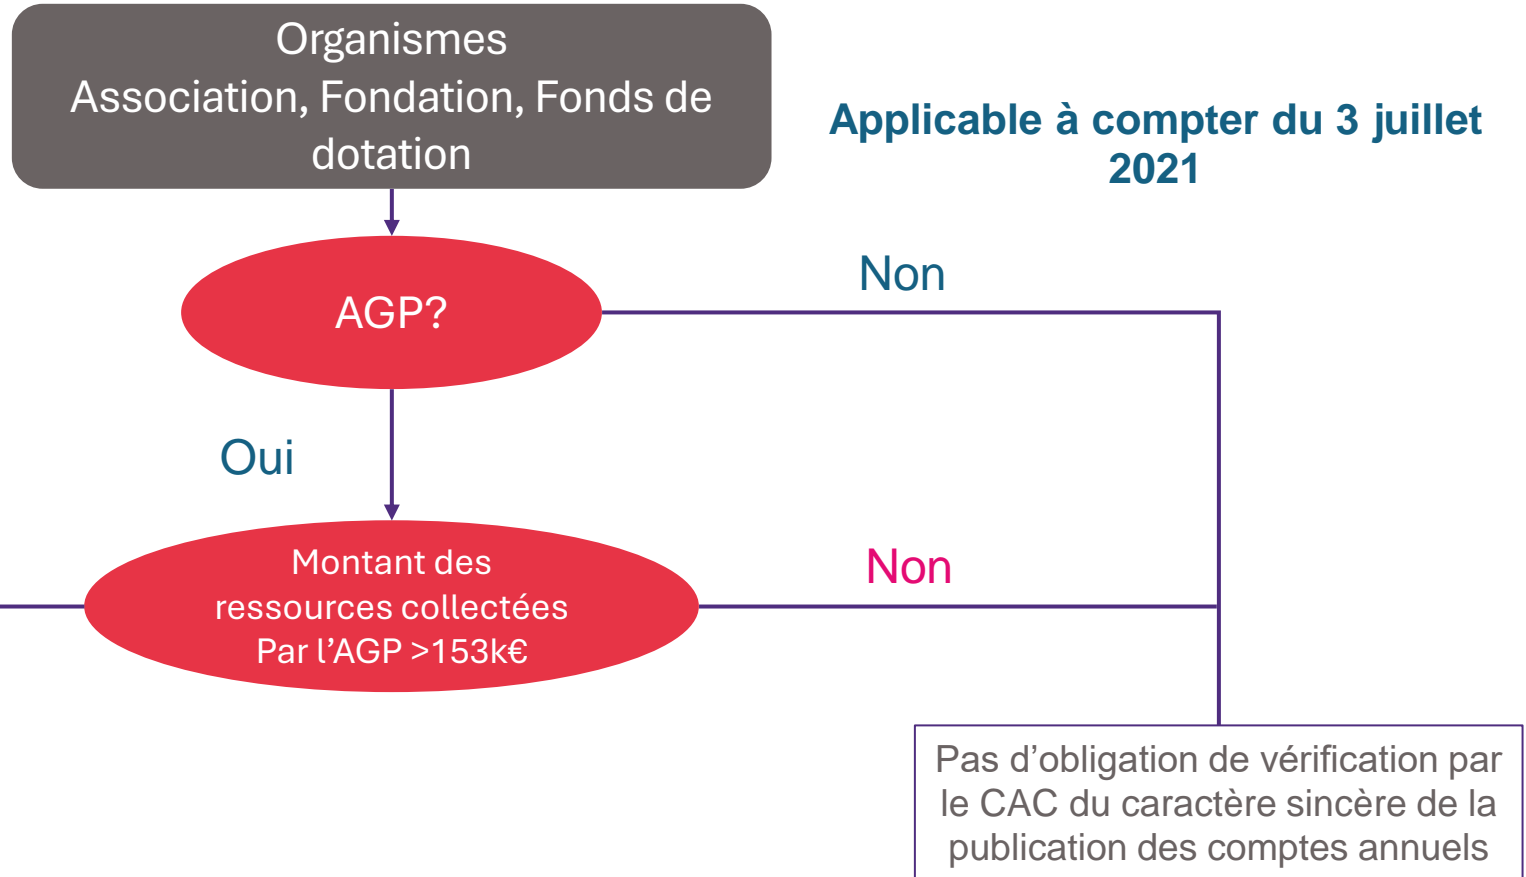 Organismes
Association, Fondation, Fonds de
dotation
Applicable à compter du 3 juillet
2021
AGP?
Non
Oui
Montant des
ressources collectées
Par l’AGP >153k€
Non
Pas d’obligation de vérification par
le CAC du caractère sincère de la
publication des comptes annuels